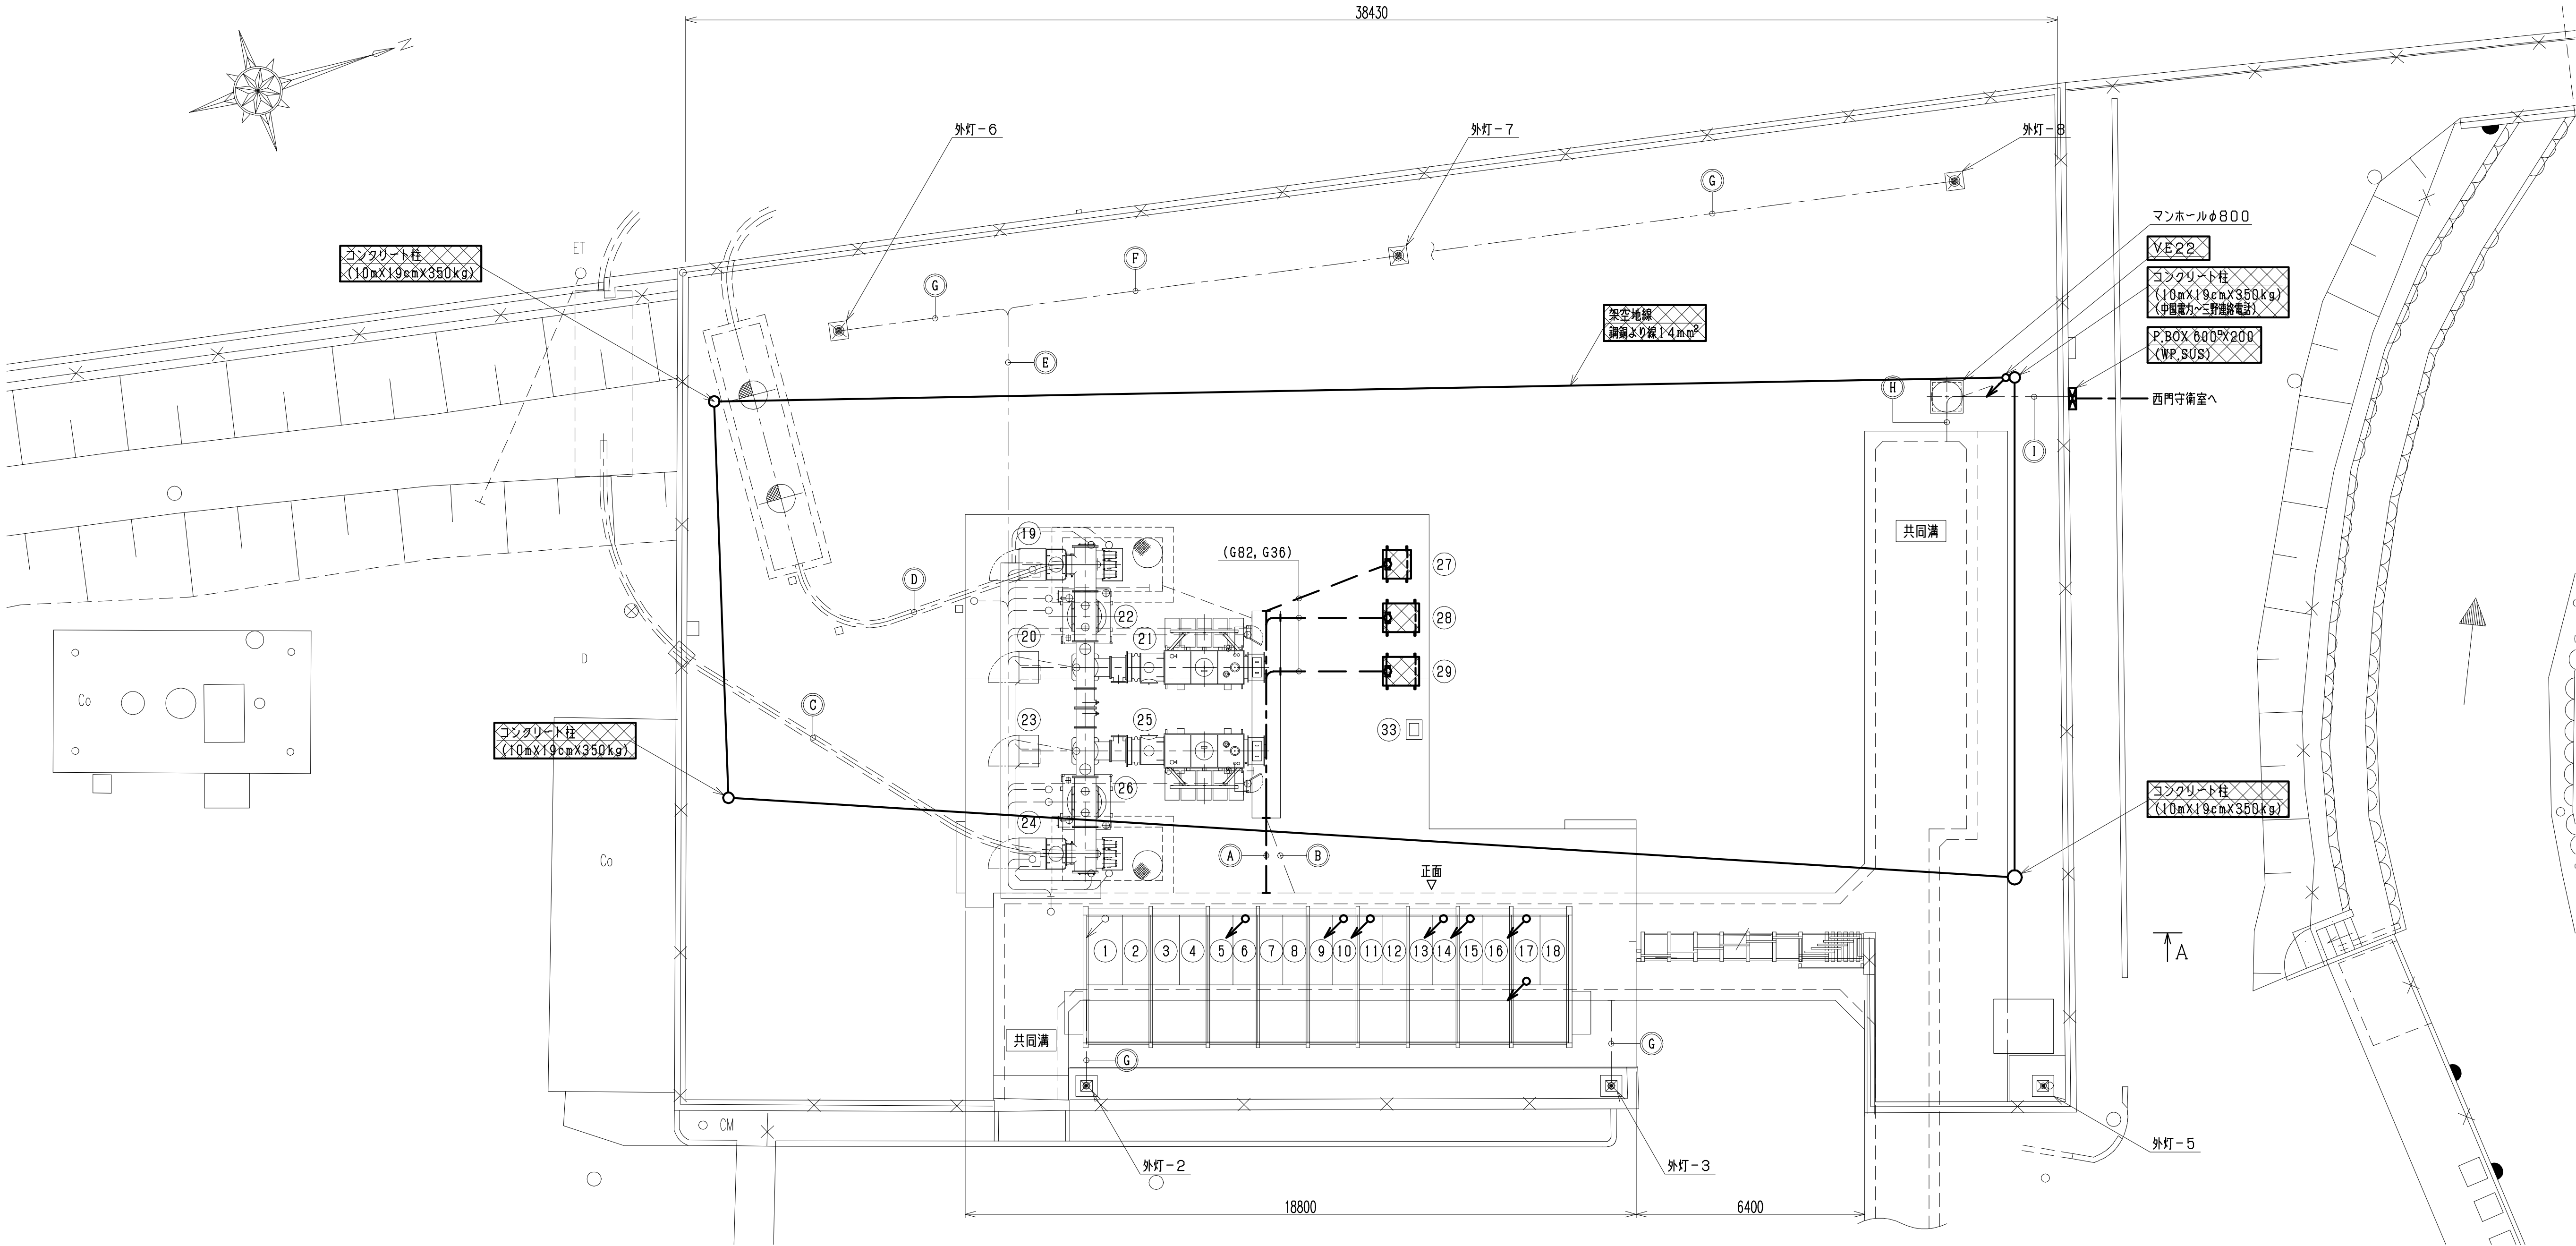 38430
N
外灯-6
外灯-7
外灯-8
G
マンホールφ800
VE22
コンクリート柱
(10mX19cmX350kg)
(中国電力～三野連絡電話)
P.BOX 600□X200
(WP,SUS)
西門守衛室へ
ET
コンクリート柱
(10mX19cmX350kg)
G
F
E
架空地線
鋼銅より線14mm²
H
I
共同溝
19
(G82, G36)
27
D
22
28
20
21
29
D
Co
C
23
25
33
コンクリート柱
(10mX19cmX350kg)
26
コンクリート柱
(10mX19cmX350kg)
24
Co
A
B
正面
1
2
3
4
5
6
7
8
9
10
11
12
13
14
15
16
17
18
A
共同溝
G
G
CM
外灯-2
外灯-3
外灯-5
18800
6400